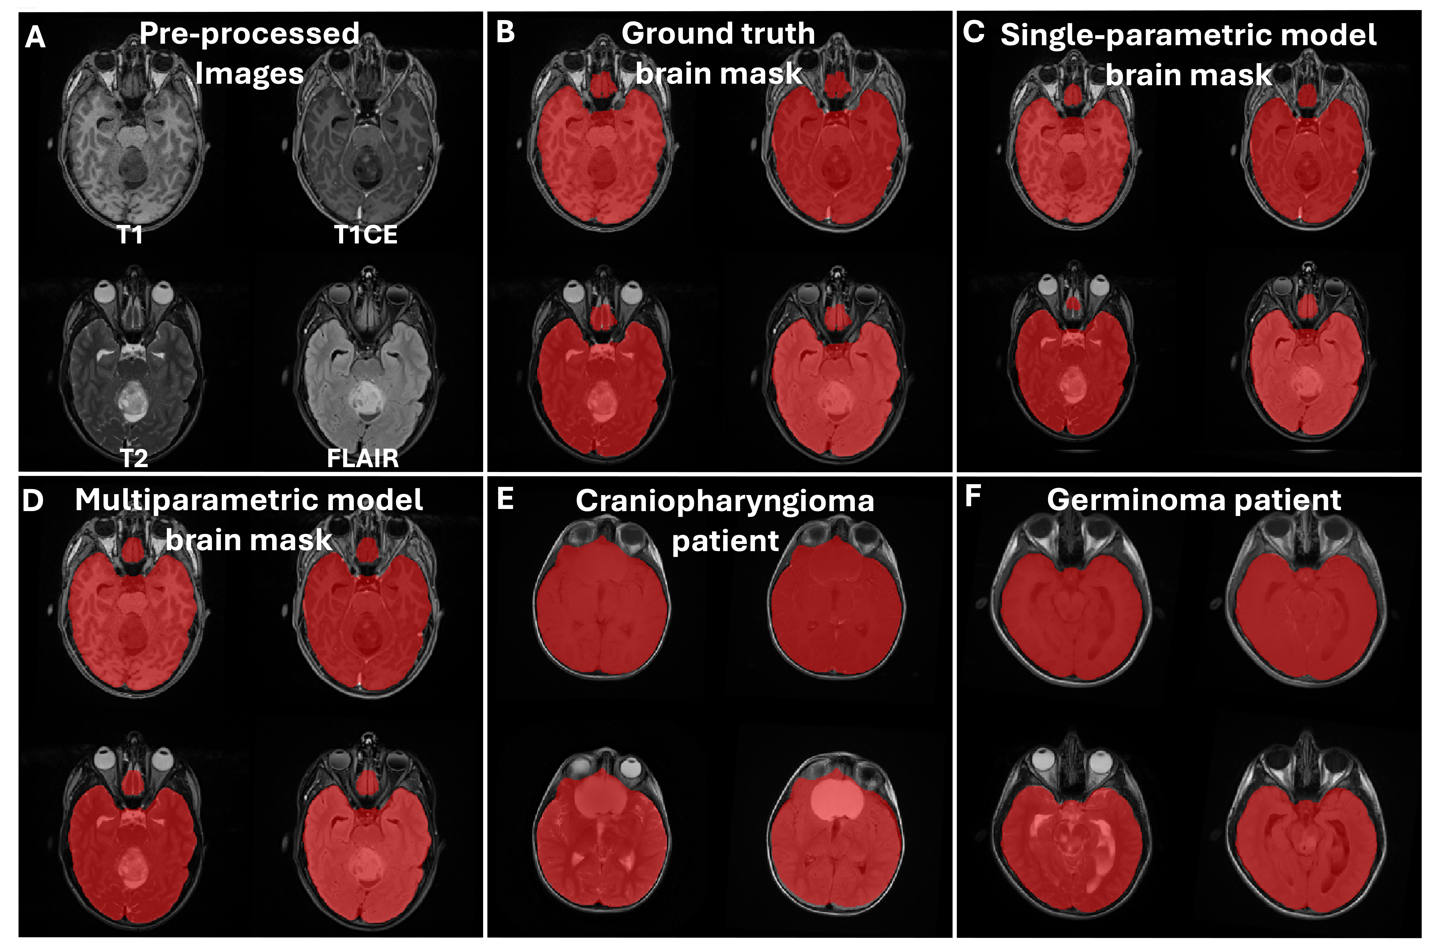 A
Pre-processed
Images
T1
T1CE
T2
FLAIR
B
Ground truth
brain mask
C
Single-parametric model
brain mask
D
Multiparametric model
brain mask
E
Craniopharyngioma
patient
F
Germinoma patient